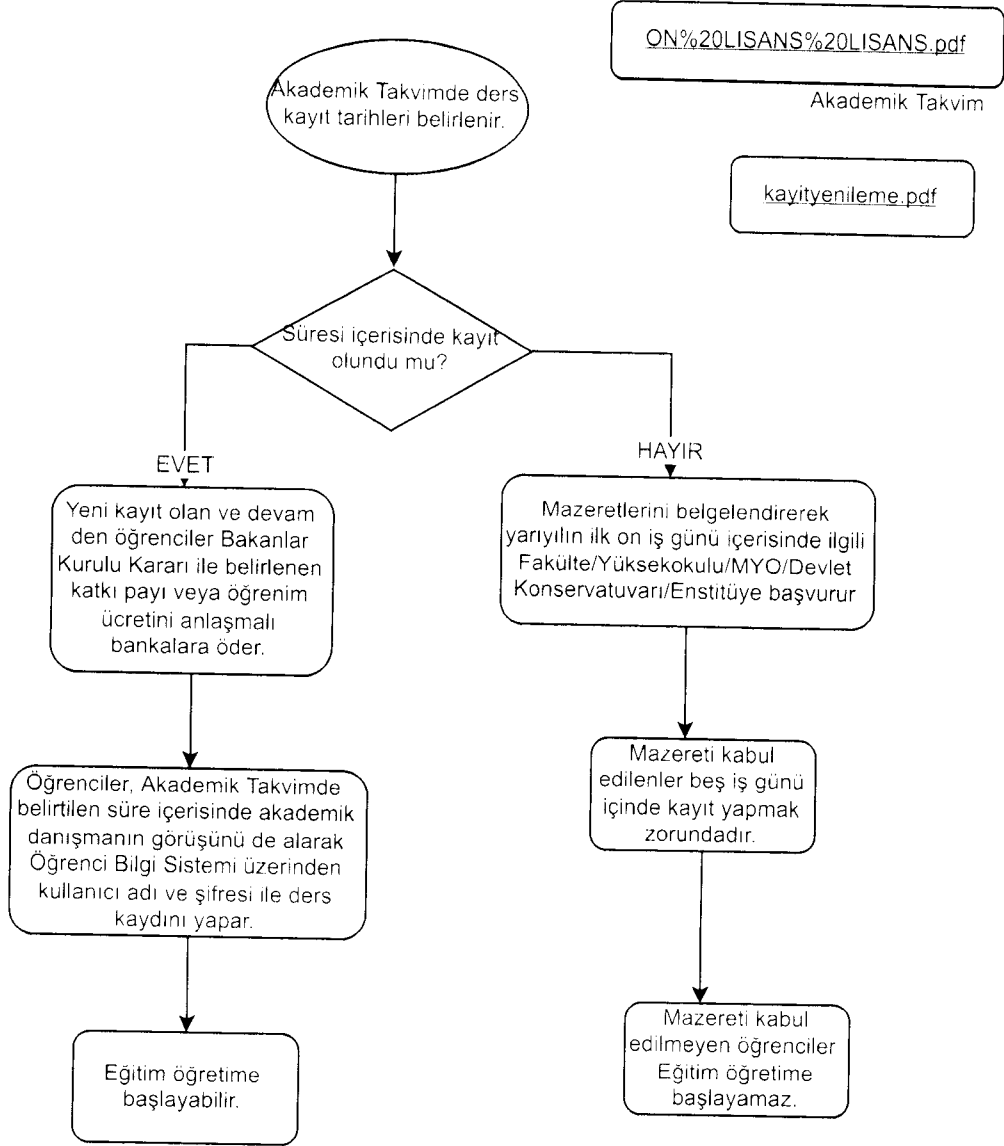 ON%20LISANS%20LISANS.pdf
Akademik Takvim
kayityenileme.pdf
Akademik Takvimde ders
kayıt tarihleri belirlenir.
Süresi içerisinde kayıt
olundu mu?
EVET
Yeni kayıt olan ve devam
den öğrenciler Bakanlar
Kurulu Kararı ile belirlenen
katkı payı veya öğrenim
ücretini anlaşmalı
bankalara öder.
Öğrenciler, Akademik Takvimde
belirtilen süre içerisinde akademik
danışmanın görüşünü de alarak
Öğrenci Bilgi Sistemi üzerinden
kullanıcı adı ve şifresi ile ders
kaydını yapar.
Eğitim öğretime
başlayabilir.
HAYIR
Mazeretlerini belgelendirerek
yarıyılın ilk on iş günü içerisinde ilgili
Fakülte/Yüksekokulu/MYO/Devlet
Konservatuvarı/Enstitüye başvurur
Mazereti kabul
edilenler beş iş günü
içinde kayıt yapmak
zorundadır.
Mazereti kabul
edilmeyen öğrenciler
Eğitim öğretime
başlayamaz.